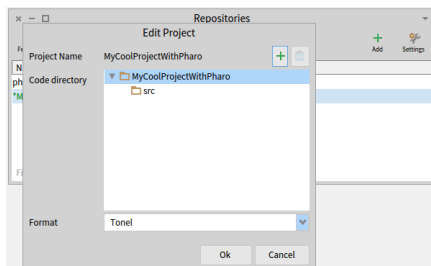 Repositories
Edit Project
Add
Settings
Project Name
MyCoolProjectWithPharo
Code directory
MyCoolProjectWithPharo
src
Format
Tonel
Ok
Cancel